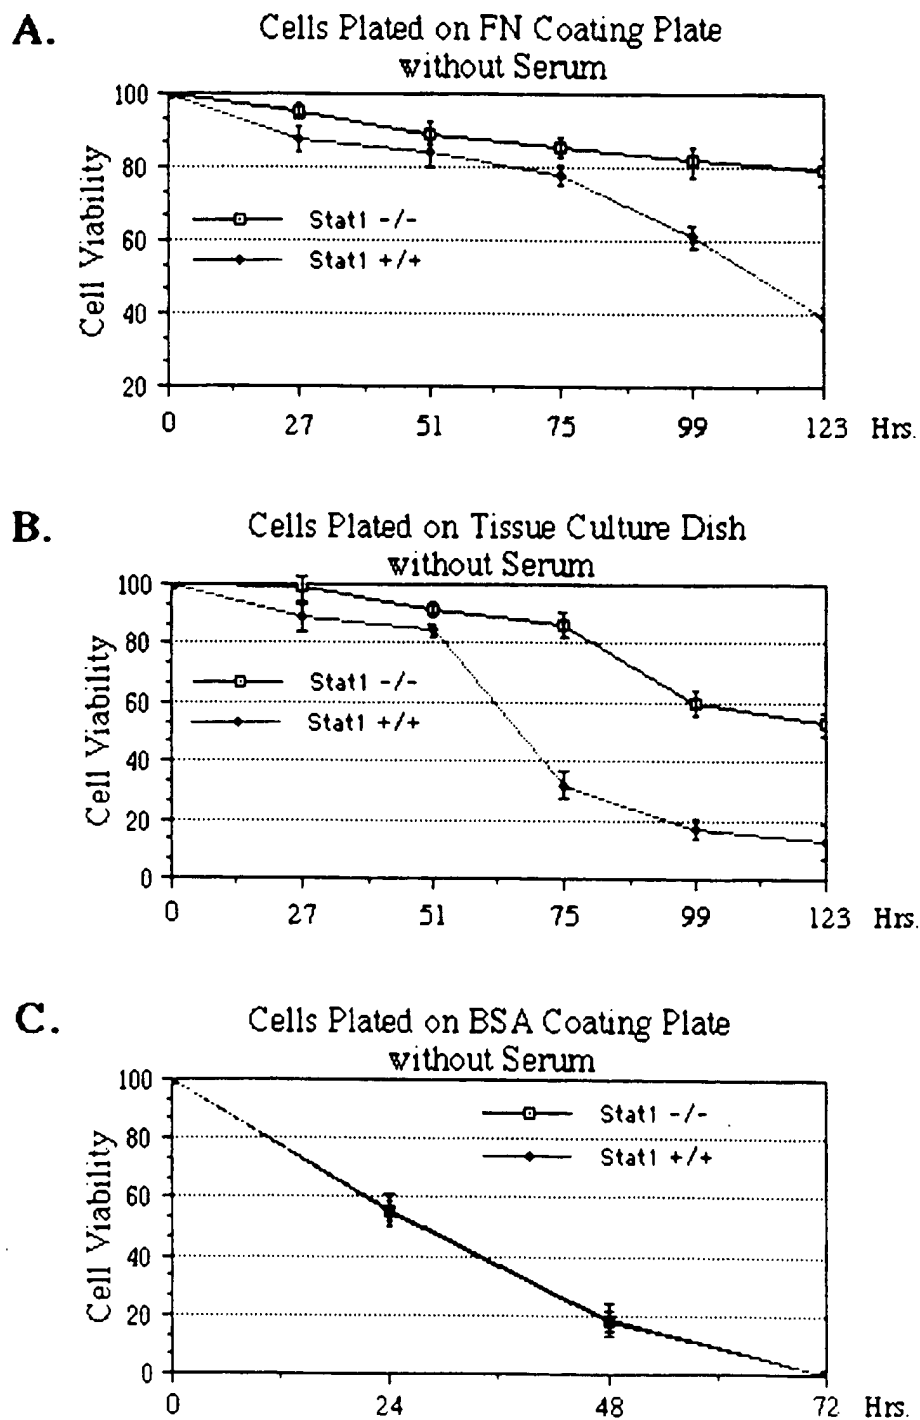 A.
Cells Plated on FN Coating Plate
without Serum
100
80
60
40
20
Cell Viability
Stat1 -/-
Stat1 +/+
0 27 51 75 99 123 Hrs.
B.
Cells Plated on Tissue Culture Dish
without Serum
100
80
60
40
20
0
Cell Viability
Stat1 -/-
Stat1 +/+
0 27 51 75 99 123 Hrs.
C.
Cells Plated on BSA Coating Plate
without Serum
100
80
60
40
20
0
Cell Viability
Stat1 -/-
Stat1 +/+
0 24 48 72 Hrs.